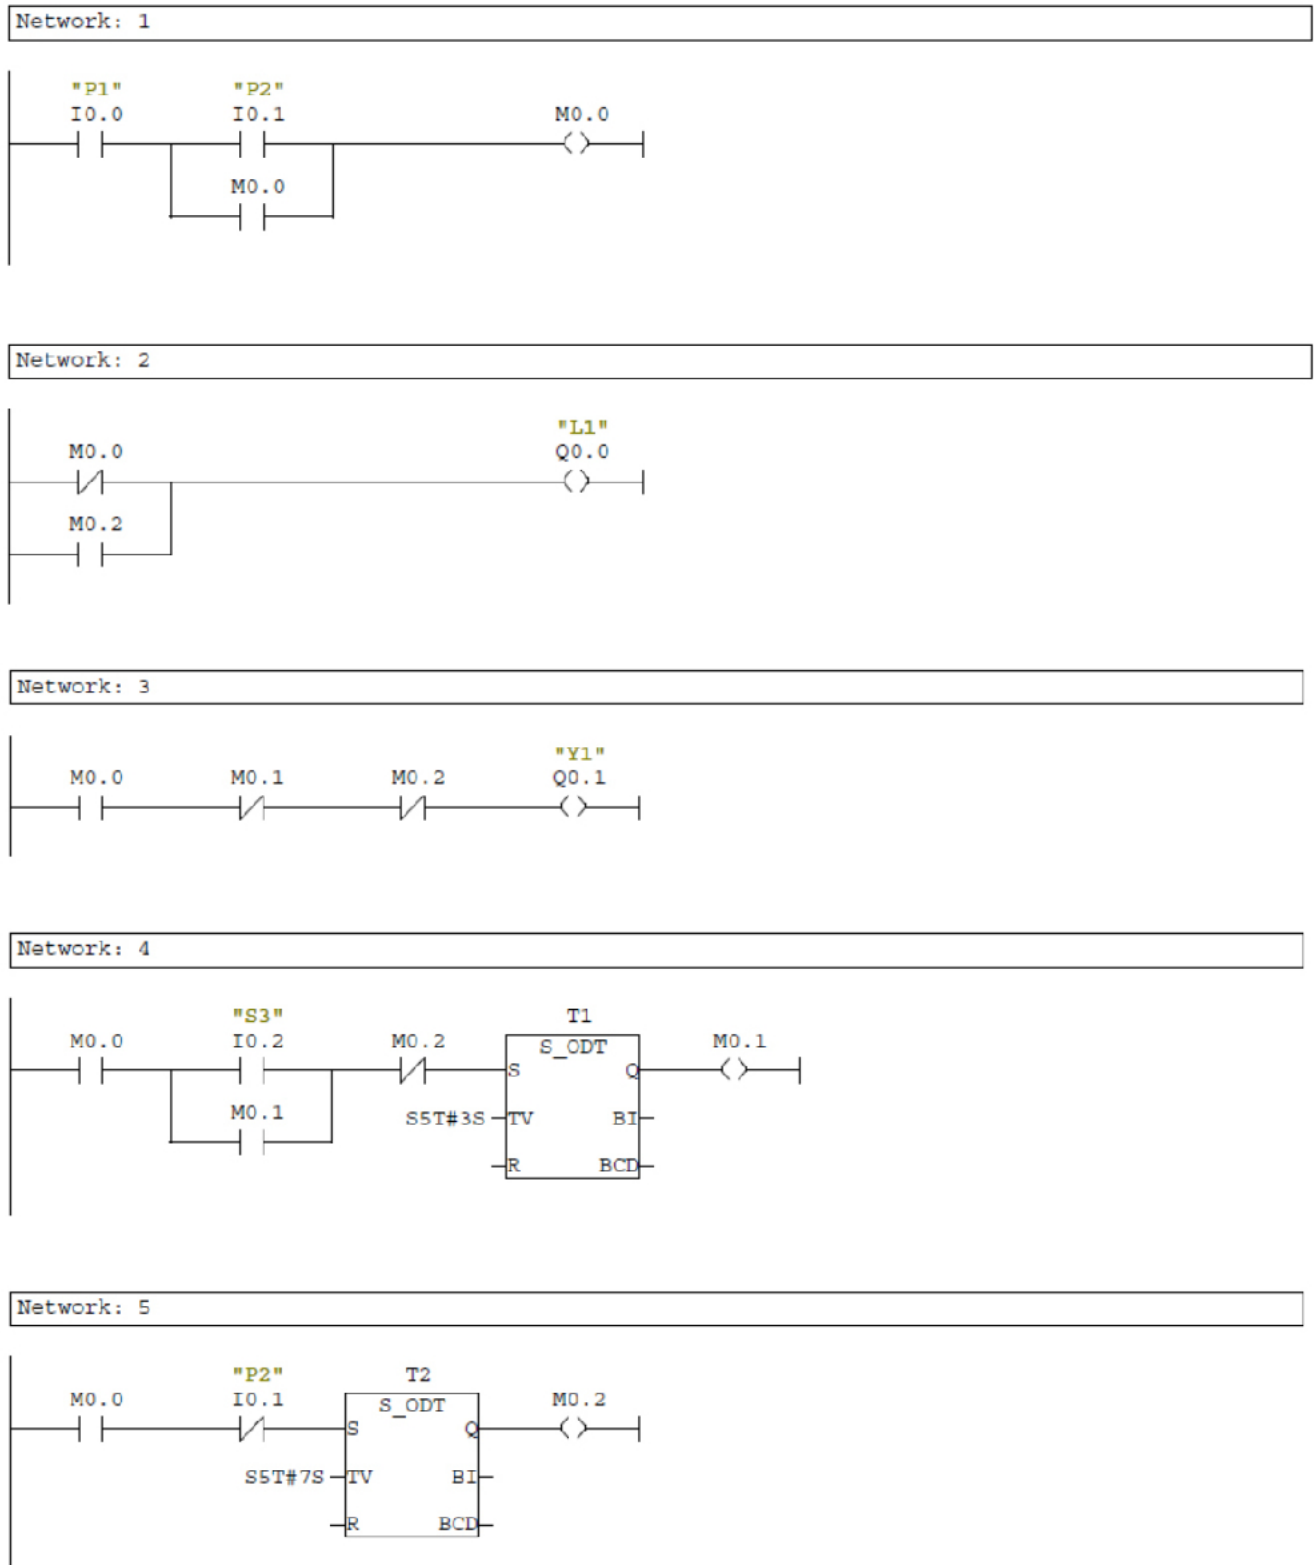 Network: 1
"P1" "P2"
I0.0 I0.1 M0.0
M0.0
Network: 2
"L1"
M0.0 Q0.0
M0.2
Network: 3
"Y1"
M0.0 M0.1 M0.2 Q0.1
Network: 4
"S3" T1
M0.0 I0.2 M0.2 S_ODT M0.1
S Q
M0.1 S5T#3S TV BI
R BCD
Network: 5
"P2" T2
M0.0 I0.1 S_ODT M0.2
S Q
S5T#7S TV BI
R BCD